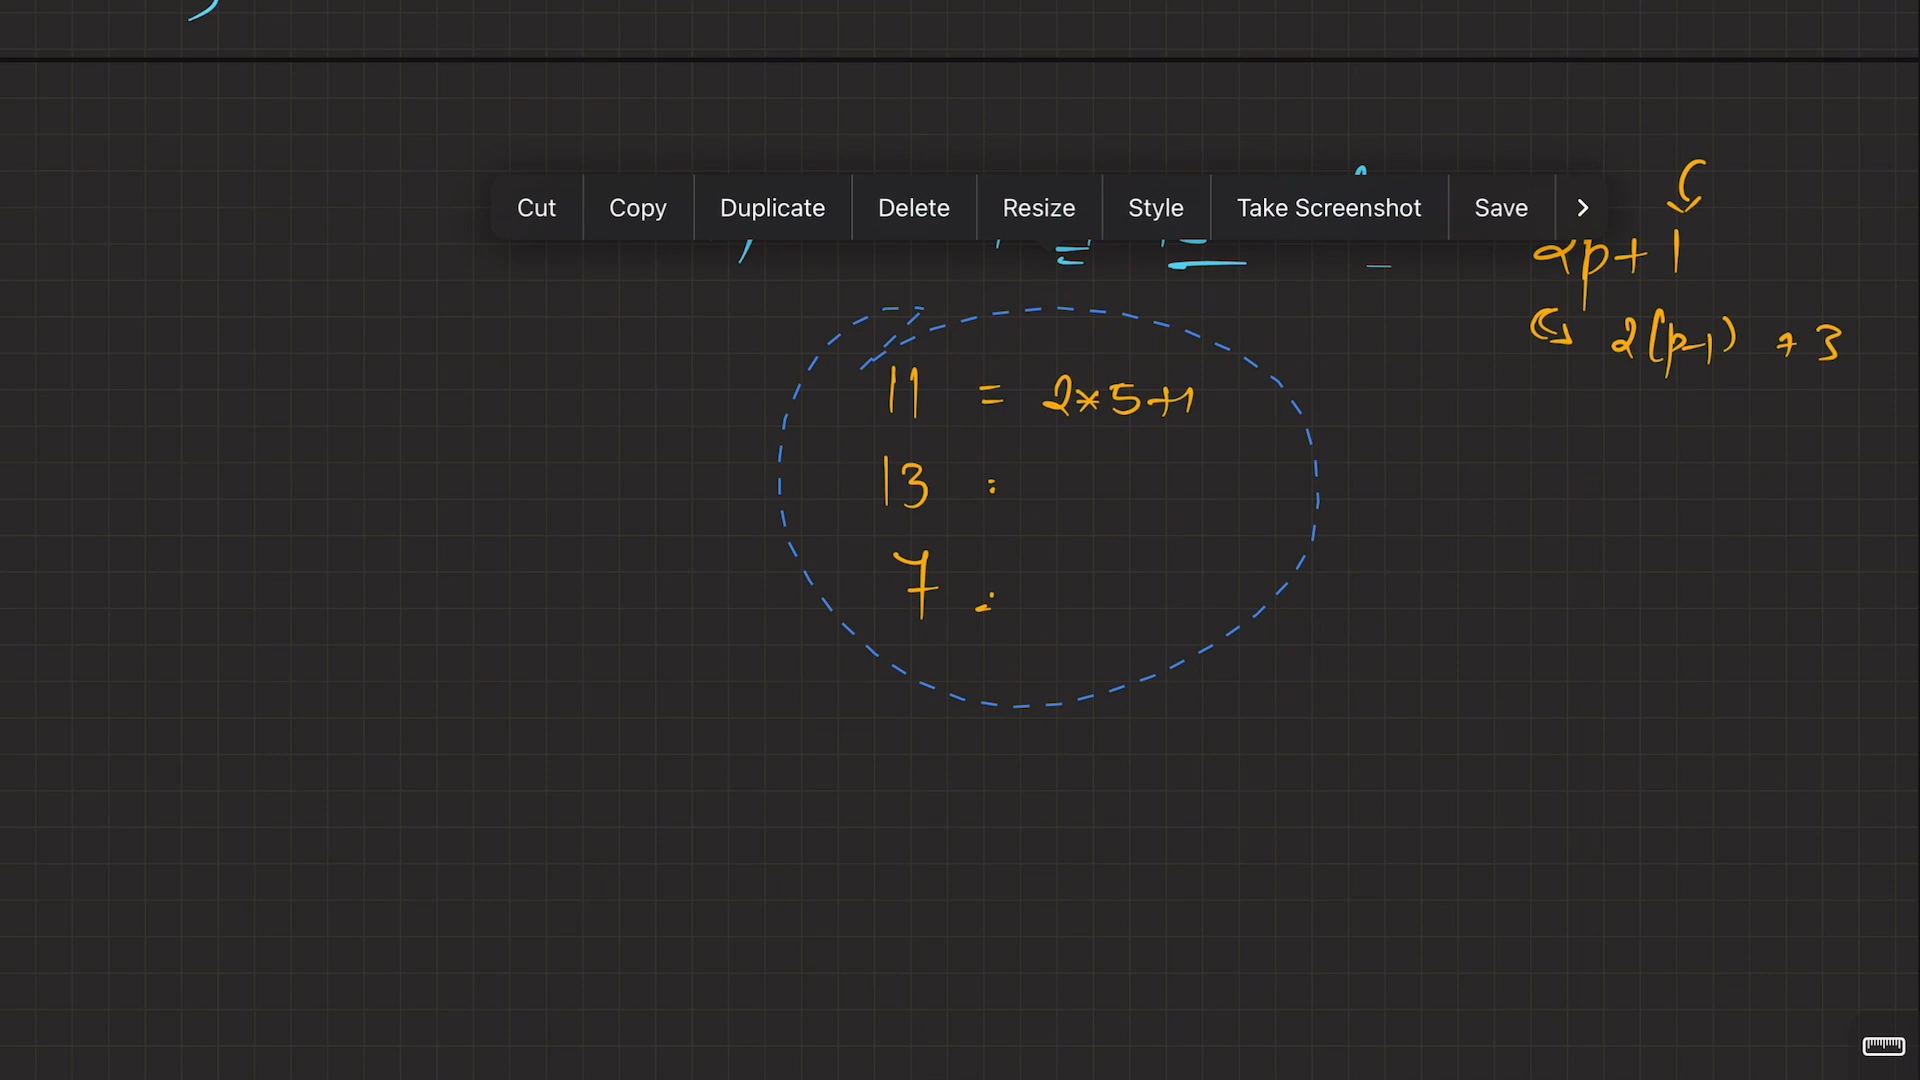 Cut Copy Duplicate Delete Resize Style Take Screenshot Save
2p+1
2(p-1) + 3
11 = 2*5+1
13 :
7 :